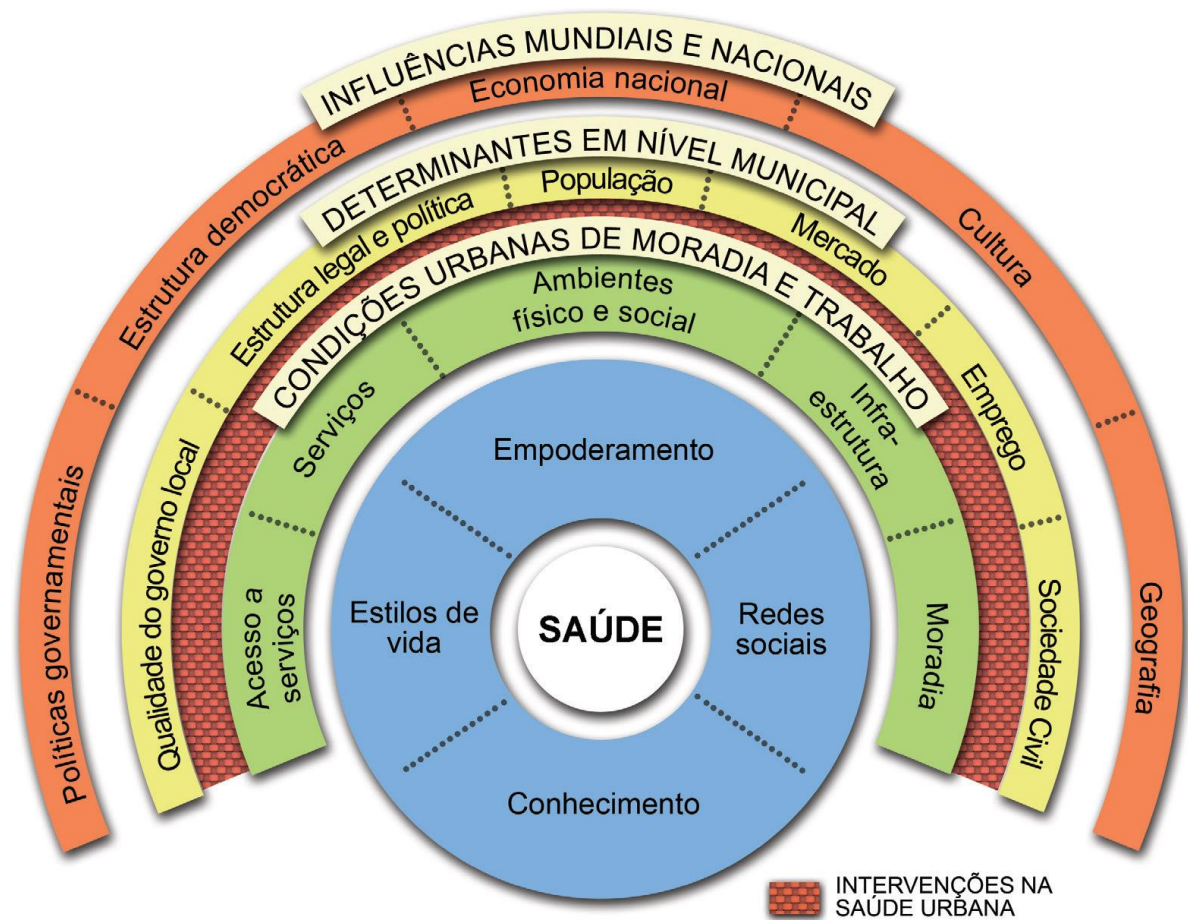 INFLUÊNCIAS MUNDIAIS E NACIONAIS
Políticas governamentais
Estrutura democrática
Economia nacional
Cultura
Geografia
DETERMINANTES EM NÍVEL MUNICIPAL
Qualidade do governo local
Estrutura legal e política
População
Mercado
Emprego
Sociedade Civil
CONDIÇÕES URBANAS DE MORADIA E TRABALHO
Acesso a
serviços
Serviços
Ambientes
físico e social
Infra-
estrutura
Moradia
Empoderamento
Estilos de
vida
SAÚDE
Redes
sociais
Conhecimento
INTERVENÇÕES NA
SAÚDE URBANA